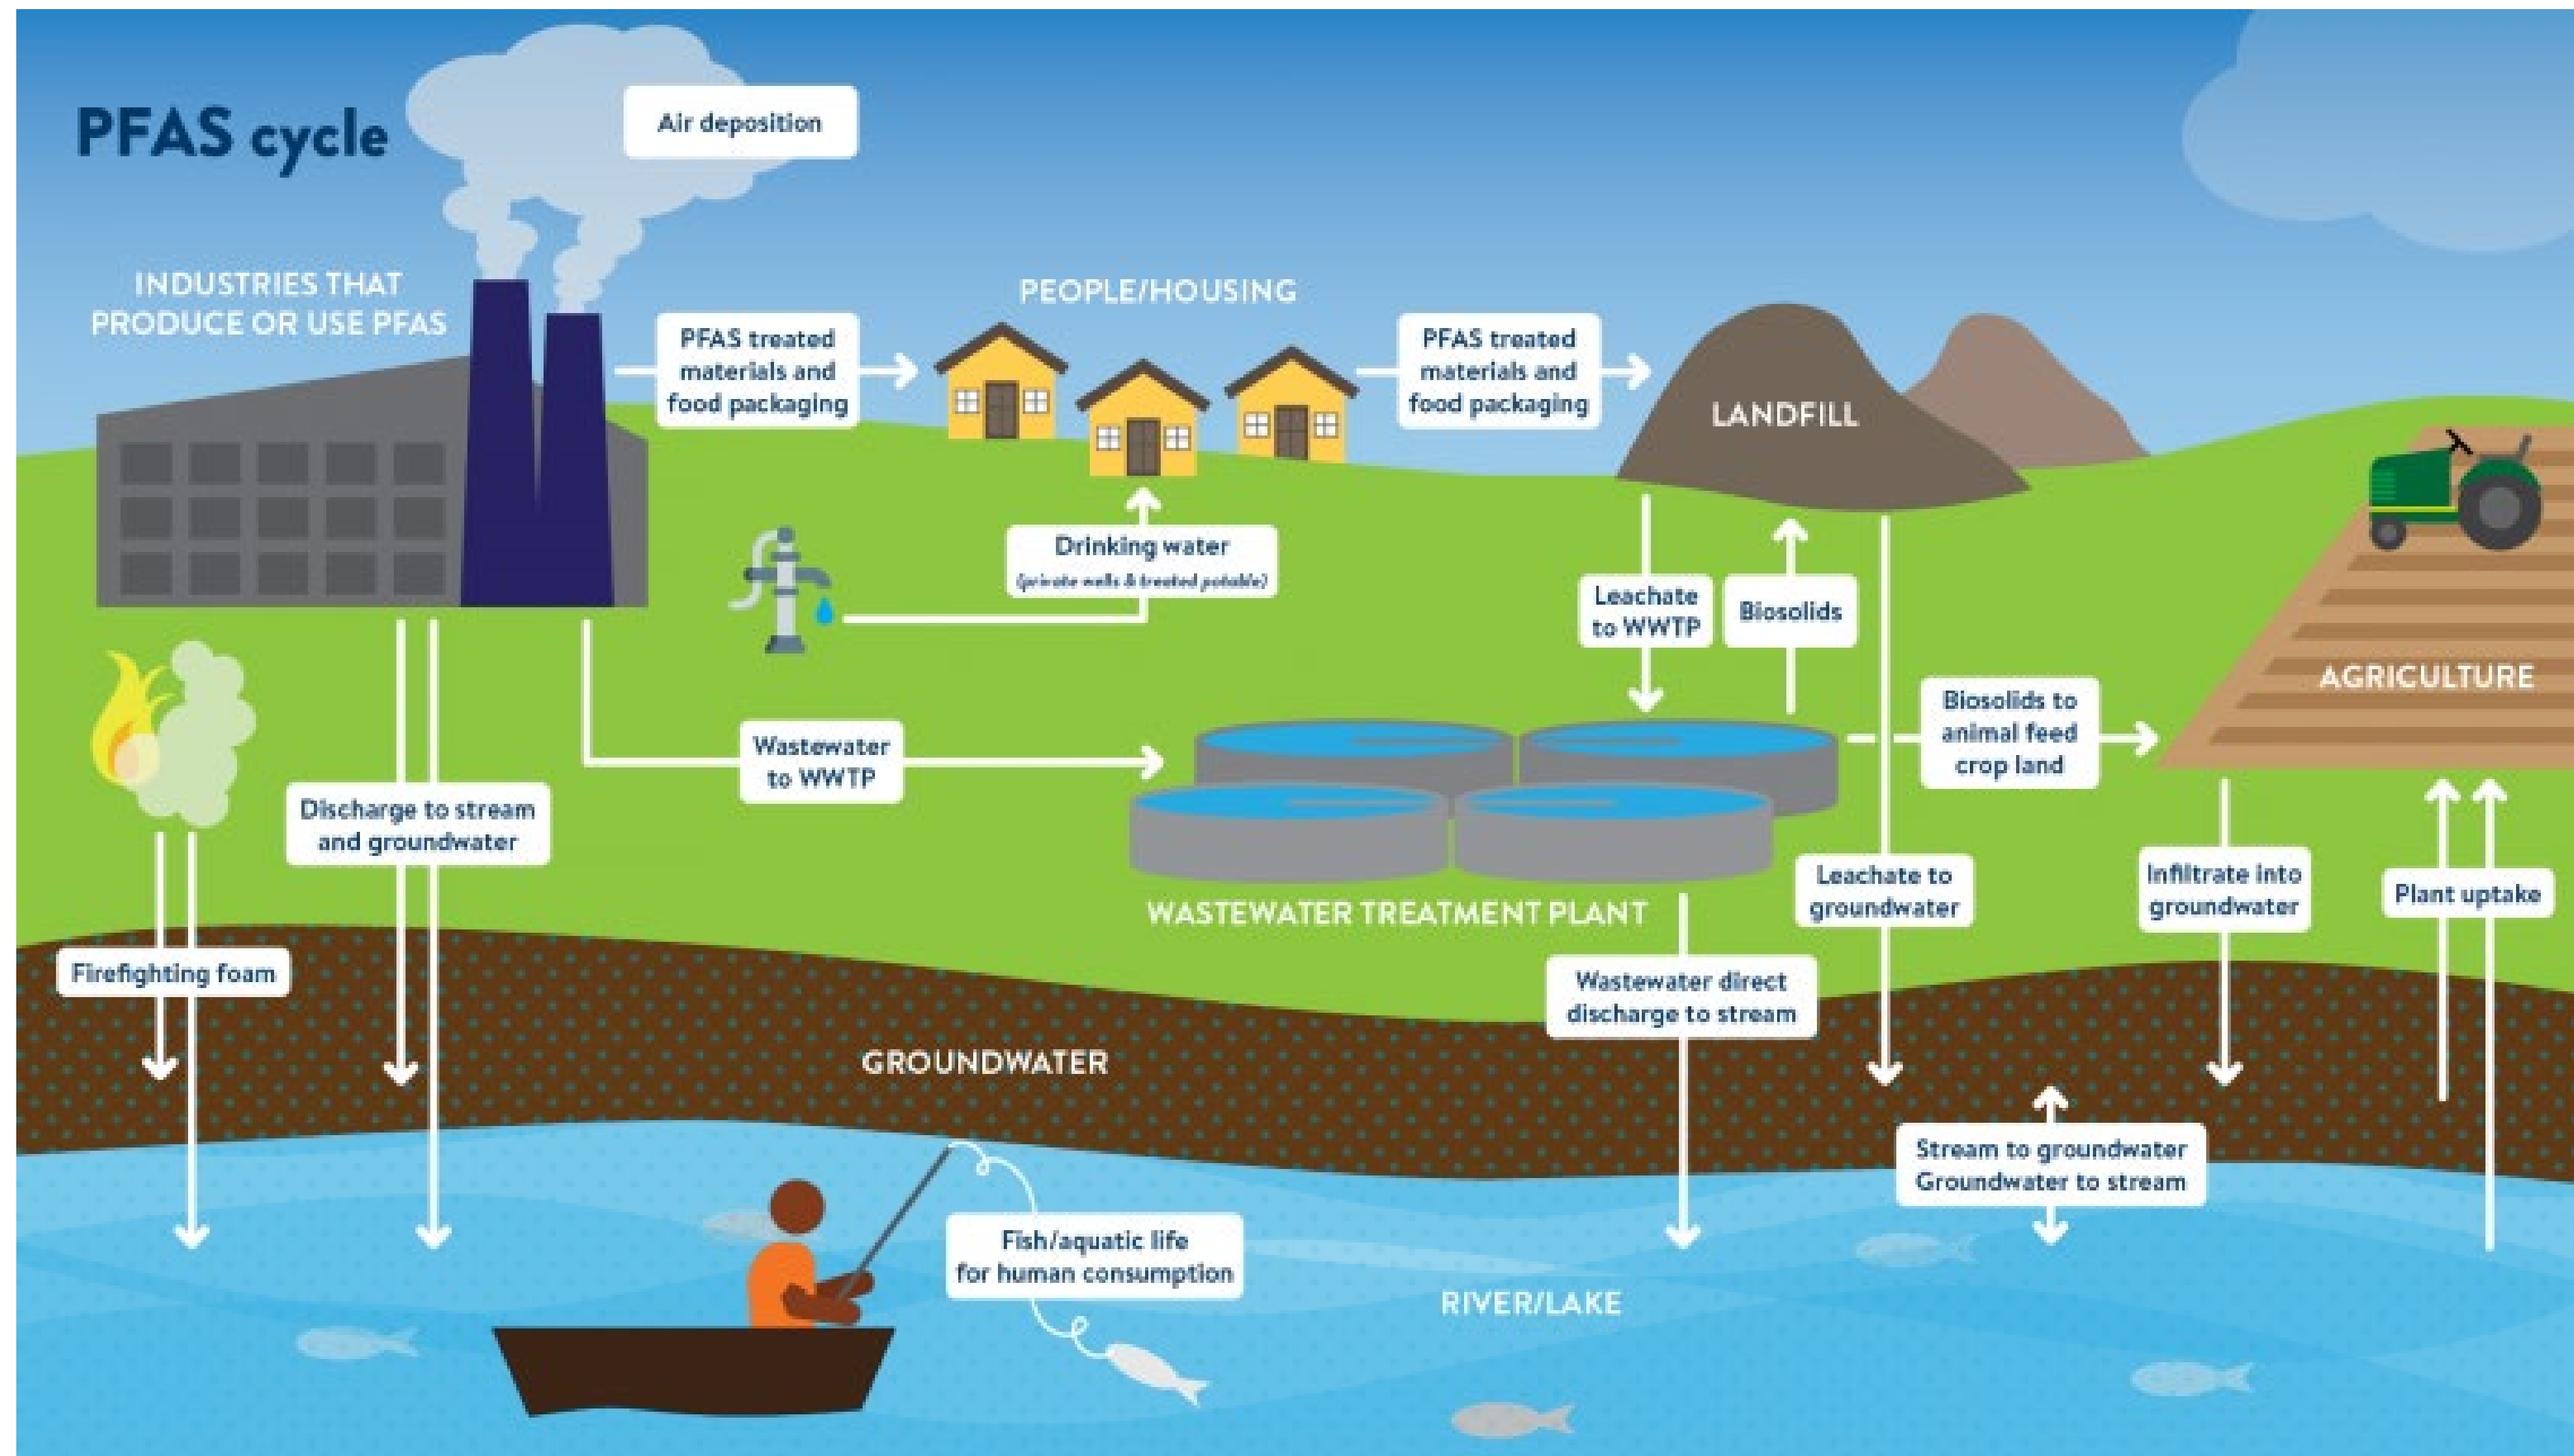 PFAS cycle
Air deposition
INDUSTRIES THAT
PRODUCE OR USE PFAS
PFAS treated
materials and
food packaging
PEOPLE/HOUSING
PFAS treated
materials and
food packaging
LANDFILL
Drinking water
(private wells & treated potable)
Leachate
to WWTP
Biosolids
AGRICULTURE
Biosolids to
animal feed
crop land
Wastewater
to WWTP
Discharge to stream
and groundwater
Leachate to
groundwater
Infiltrate into
groundwater
Plant uptake
WASTEWATER TREATMENT PLANT
Firefighting foam
Wastewater direct
discharge to stream
GROUNDWATER
Stream to groundwater
Groundwater to stream
Fish/aquatic life
for human consumption
RIVER/LAKE